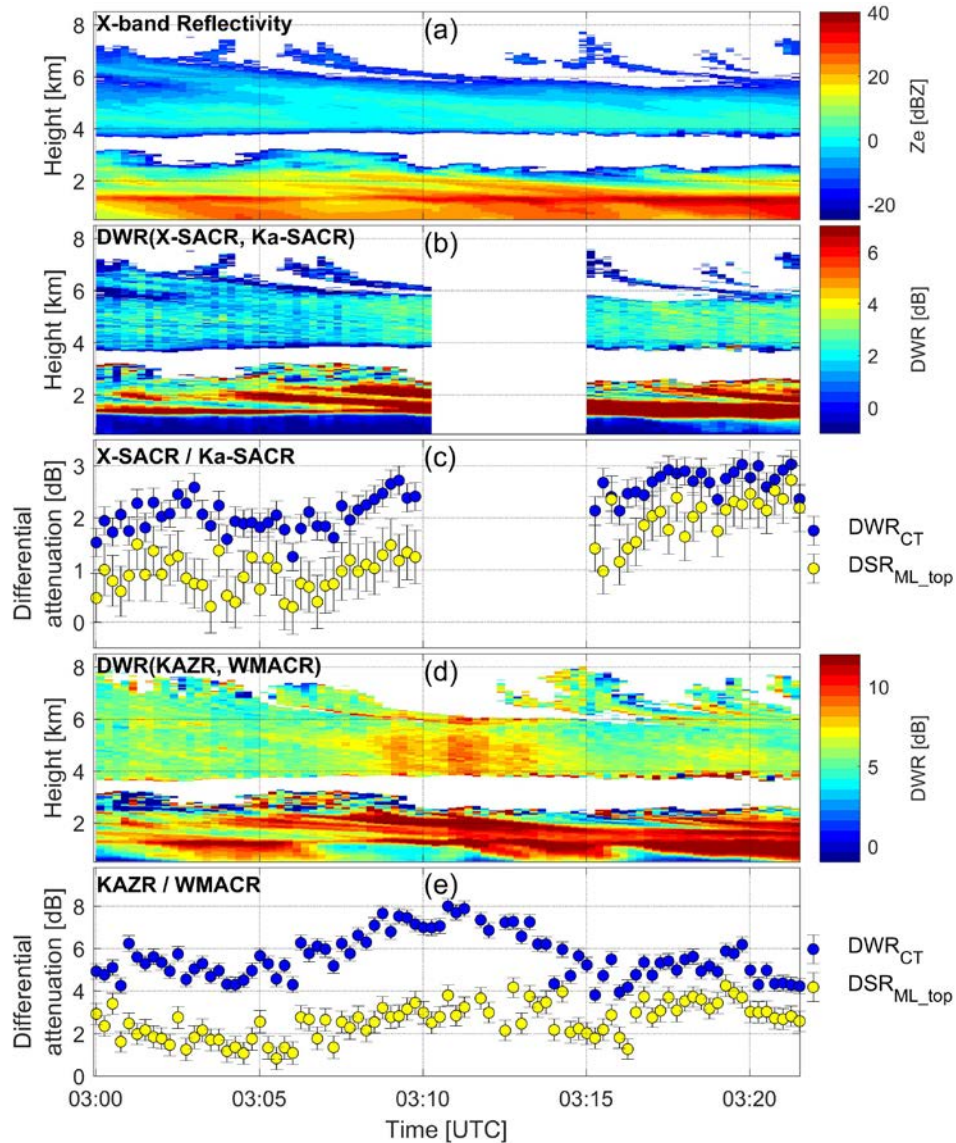 X-band Reflectivity
(a)
Height [km]
8
6
4
2
40
20
0
-20
Ze [dBZ]
DWR(X-SACR, Ka-SACR)
(b)
Height [km]
8
6
4
2
6
4
2
0
DWR [dB]
X-SACR / Ka-SACR
(c)
Differential
attenuation [dB]
3
2
1
0
DWR_CT
DSR_ML_top
DWR(KAZR, WMACR)
(d)
Height [km]
8
6
4
2
10
5
0
DWR [dB]
KAZR / WMACR
(e)
Differential
attenuation [dB]
8
6
4
2
0
DWR_CT
DSR_ML_top
03:00 03:05 03:10 03:15 03:20
Time [UTC]